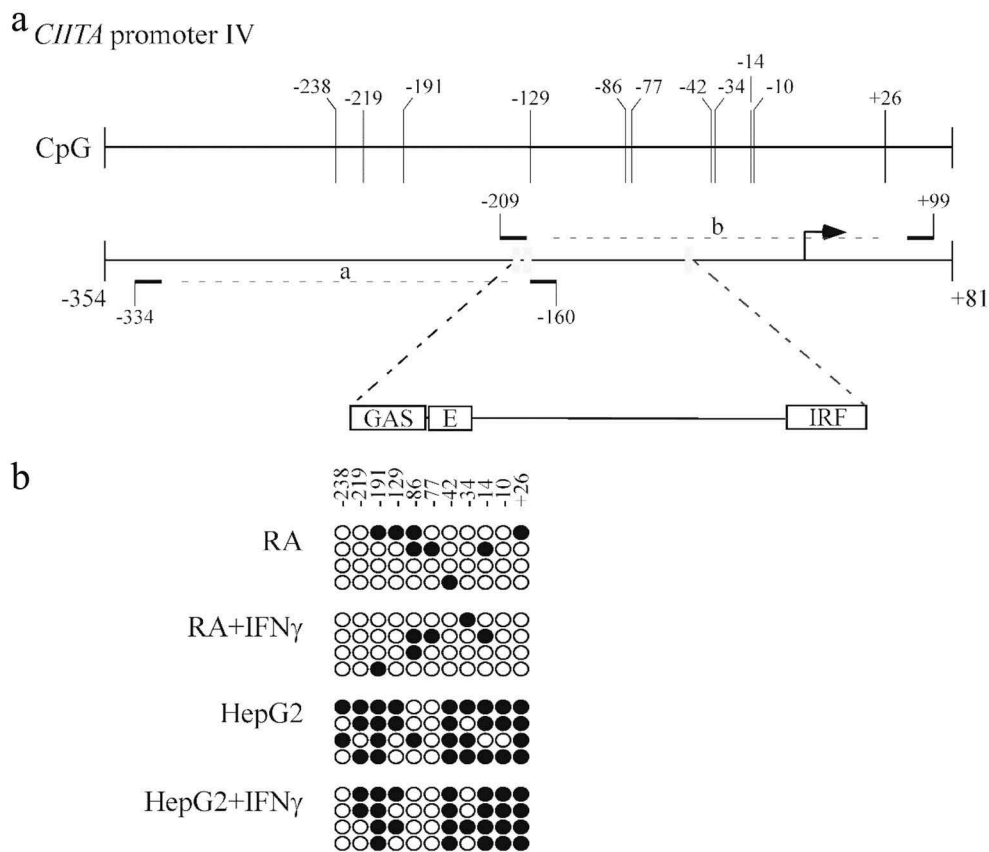 a
CIITA promoter IV
-14
-238 -219 -191 -129 -86 -77 -42 -34 -10 +26
CpG
-209 +99
b
a
-354 +81
-334 -160
GAS E IRF
b
-238 -219 -191 -129 -86 -77 -42 -34 -14 -10 +26
RA
RA+IFNγ
HepG2
HepG2+IFNγ